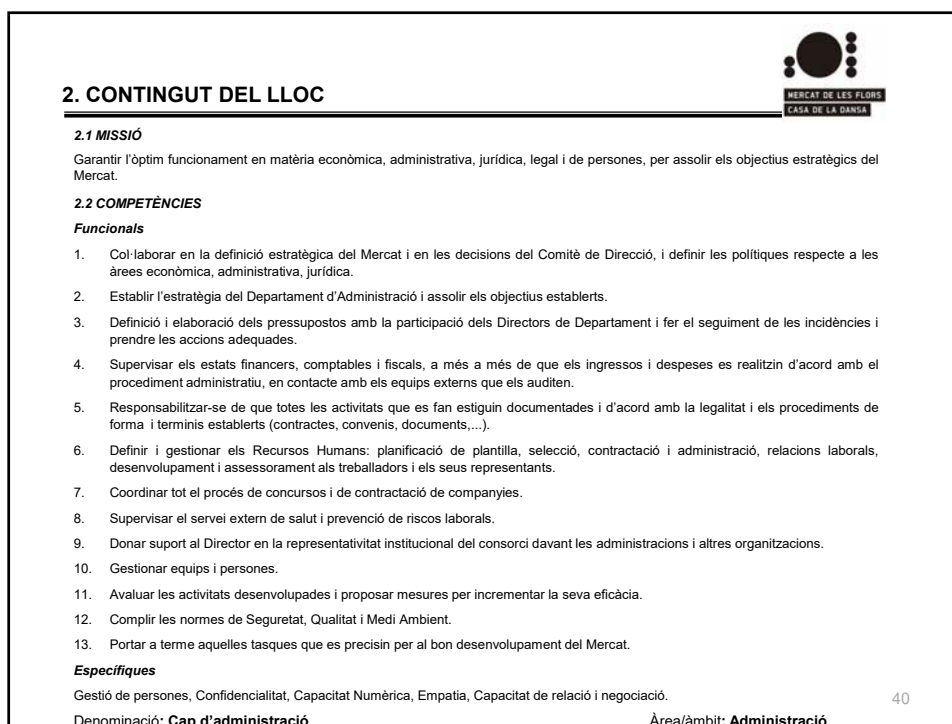 MERCAT DE LES FLORS
CASA DE LA DANSA
2. CONTINGUT DEL LLOC
2.1 MISSIÓ
Garantir l’òptim funcionament en matèria econòmica, administrativa, jurídica, legal i de persones, per assolir els objectius estratègics del
Mercat.
2.2 COMPETÈNCIES
Funcionals
1. Col·laborar en la definició estratègica del Mercat i en les decisions del Comitè de Direcció, i definir les polítiques respecte a les
àrees econòmica, administrativa, jurídica.
2. Establir l’estratègia del Departament d’Administració i assolir els objectius establerts.
3. Definició i elaboració dels pressupostos amb la participació dels Directors de Departament i fer el seguiment de les incidències i
prendre les accions adequades.
4. Supervisar els estats financers, comptables i fiscals, a més a més de que els ingressos i despeses es realitzin d’acord amb el
procediment administratiu, en contacte amb els equips externs que els auditen.
5. Responsabilitzar-se de que totes les activitats que es fan estiguin documentades i d’acord amb la legalitat i els procediments de
forma i terminis establerts (contractes, convenis, documents,...).
6. Definir i gestionar els Recursos Humans: planificació de plantilla, selecció, contractació i administració, relacions laborals,
desenvolupament i assessorament als treballadors i els seus representants.
7. Coordinar tot el procés de concursos i de contractació de companyies.
8. Supervisar el servei extern de salut i prevenció de riscos laborals.
9. Donar suport al Director en la representativitat institucional del consorci davant les administracions i altres organitzacions.
10. Gestionar equips i persones.
11. Avaluar les activitats desenvolupades i proposar mesures per incrementar la seva eficàcia.
12. Complir les normes de Seguretat, Qualitat i Medi Ambient.
13. Portar a terme aquelles tasques que es precisin per al bon desenvolupament del Mercat.
Específiques
Gestió de persones, Confidencialitat, Capacitat Numèrica, Empatia, Capacitat de relació i negociació.
40
Denominació: Cap d’administració Àrea/àmbit: Administració